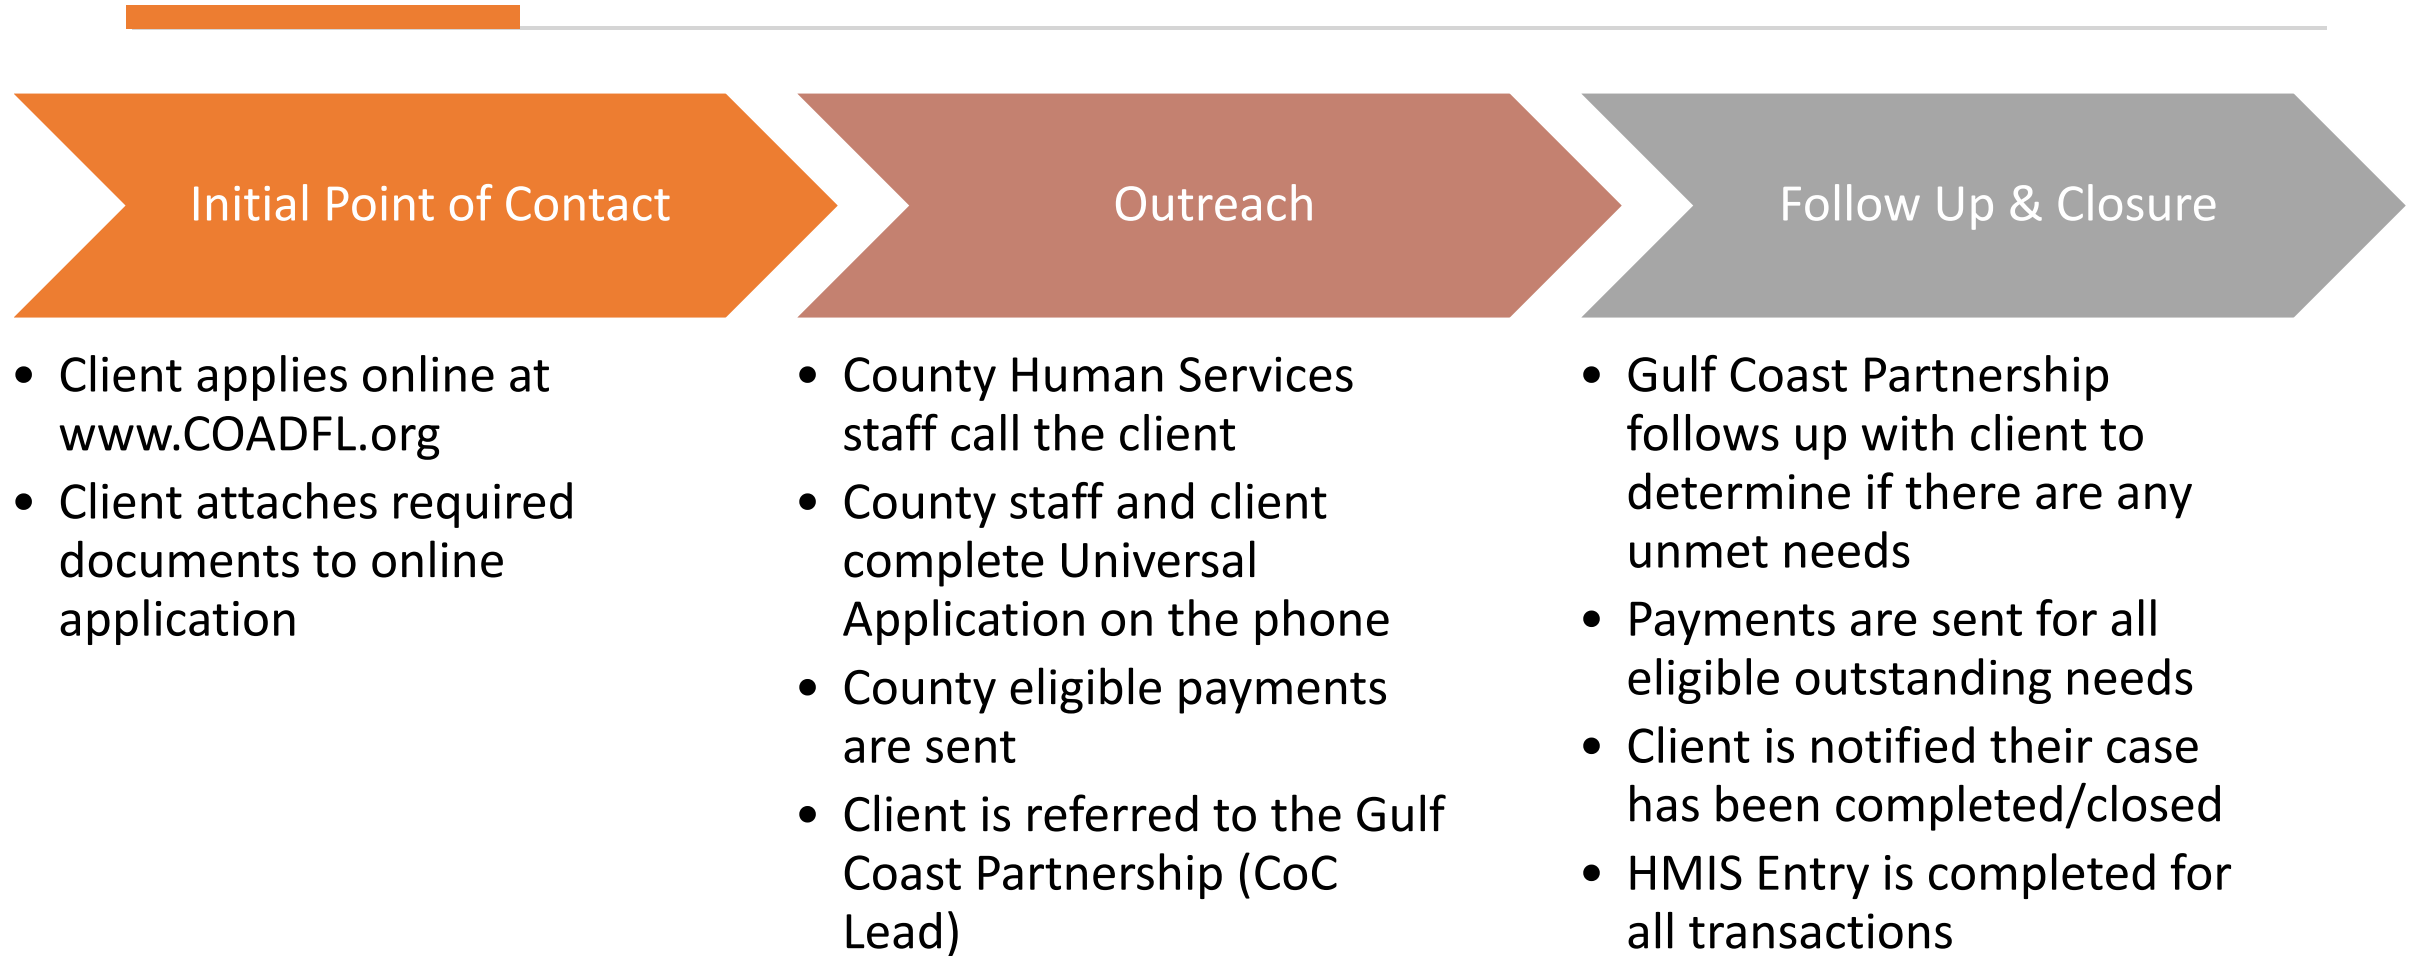 Initial Point of Contact
• Client applies online at
www.COADFL.org
• Client attaches required
documents to online
application
Outreach
• County Human Services
staff call the client
• County staff and client
complete Universal
Application on the phone
• County eligible payments
are sent
• Client is referred to the Gulf
Coast Partnership (CoC
Lead)
Follow Up & Closure
• Gulf Coast Partnership
follows up with client to
determine if there are any
unmet needs
• Payments are sent for all
eligible outstanding needs
• Client is notified their case
has been completed/closed
• HMIS Entry is completed for
all transactions